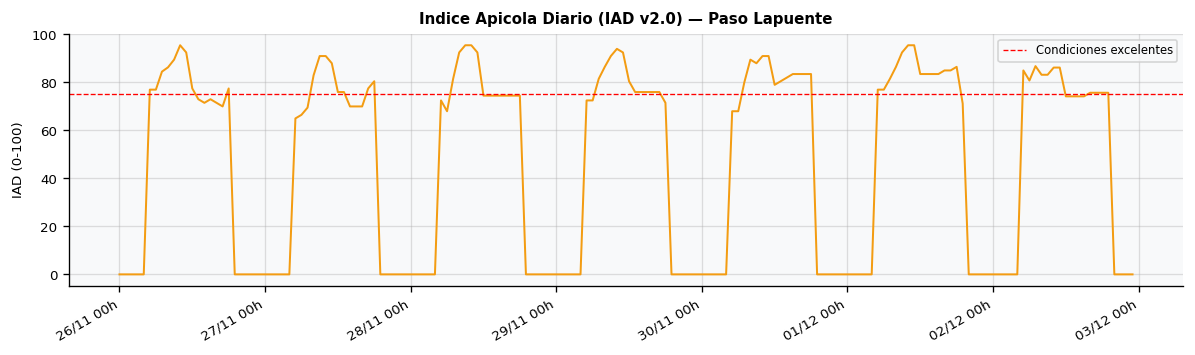 Indice Apicola Diario (IAD v2.0) — Paso Lapuente
IAD (0-100)
100
80
60
40
20
0
Condiciones excelentes
26/11 00h
27/11 00h
28/11 00h
29/11 00h
30/11 00h
01/12 00h
02/12 00h
03/12 00h